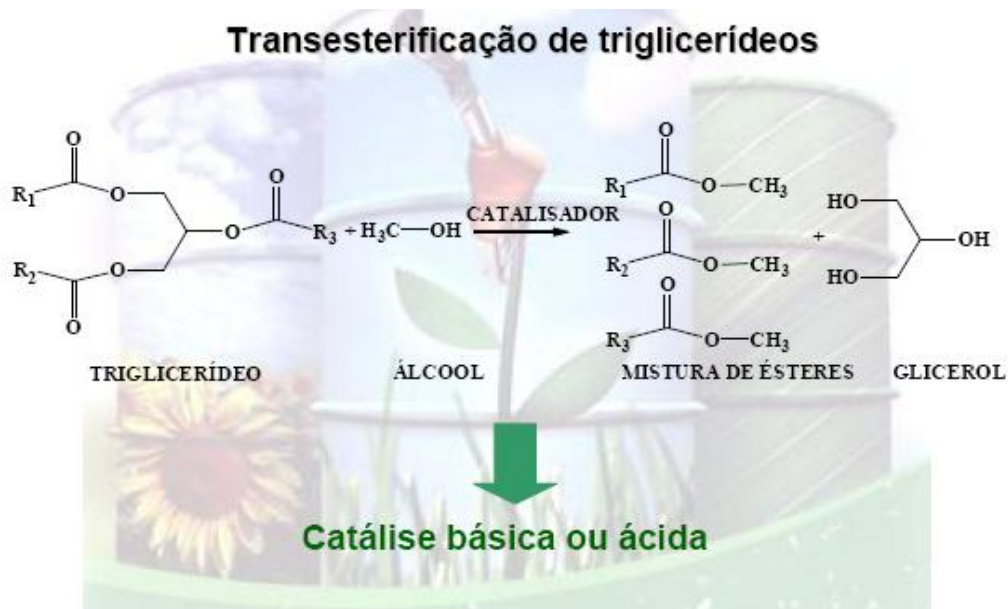 Transesterificação de triglicerídeos
O
R1
O
O
O
R3
R2
O
O
+
H3C—OH
CATALISADOR
O
R1
O—CH3
O
R2
O—CH3
O
R3
O—CH3
+
HO
OH
HO
TRIGLICERÍDEO
ÁLCOOL
MISTURA DE ÉSTERES
GLICEROL
Catálise básica ou ácida